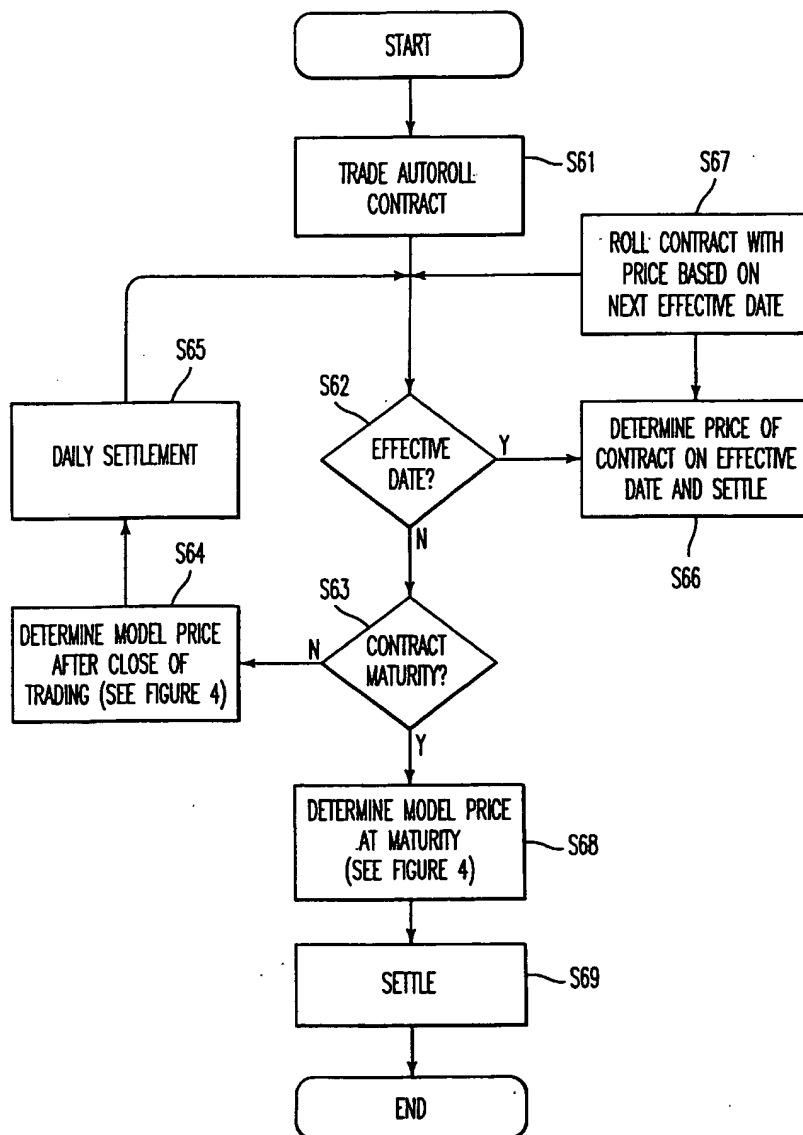 START
TRADE AUTOROLL
CONTRACT
S61
S67
ROLL CONTRACT WITH
PRICE BASED ON
NEXT EFFECTIVE DATE
S65
DAILY SETTLEMENT
S62
EFFECTIVE
DATE?
Y
N
DETERMINE PRICE OF
CONTRACT ON EFFECTIVE
DATE AND SETTLE
S66
S64
DETERMINE MODEL PRICE
AFTER CLOSE OF
TRADING (SEE FIGURE 4)
S63
CONTRACT
MATURITY?
N
Y
DETERMINE MODEL PRICE
AT MATURITY
(SEE FIGURE 4)
S68
SETTLE
S69
END